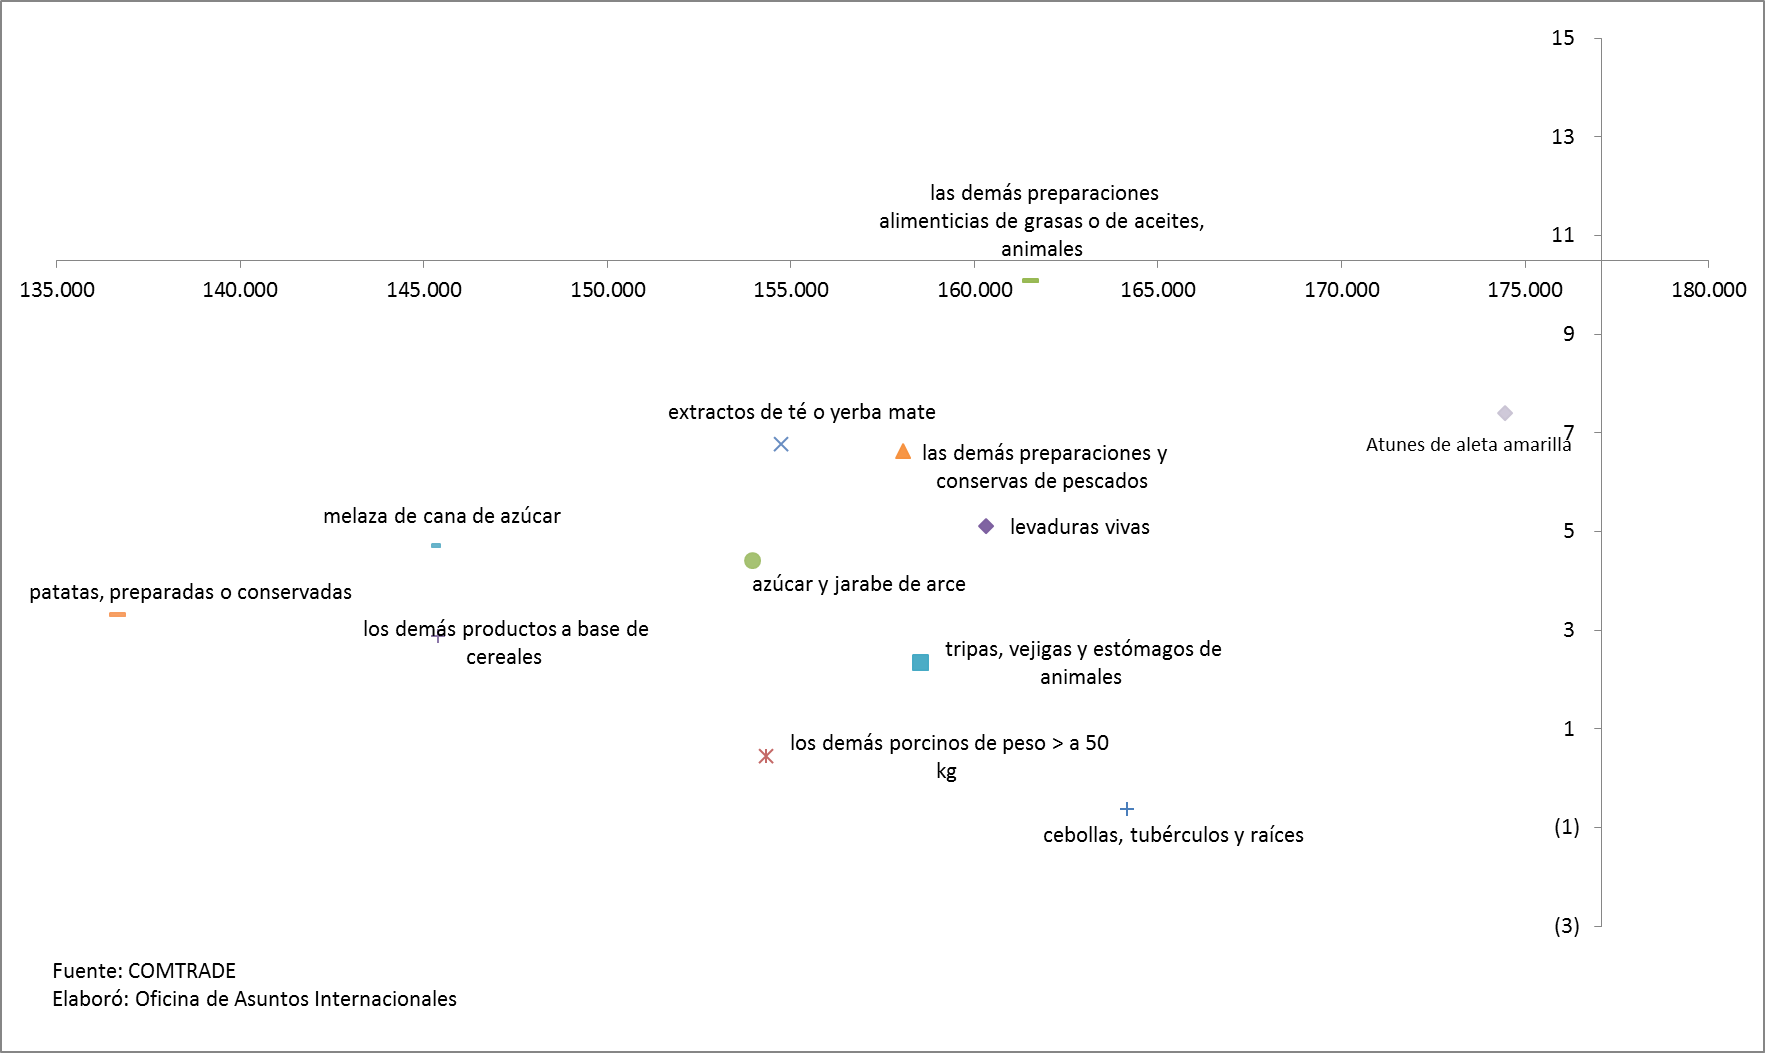 15
13
las demás preparaciones
alimenticias de grasas o de aceites,
animales
11
135.000 140.000 145.000 150.000 155.000 160.000 165.000 170.000 175.000 180.000
9
extractos de té o yerba mate
7
Atunes de aleta amarilla
las demás preparaciones y
conservas de pescados
melaza de cana de azúcar
levaduras vivas
5
azúcar y jarabe de arce
patatas, preparadas o conservadas
los demás productos a base de
cereales
3
tripas, vejigas y estómagos de
animales
1
los demás porcinos de peso > a 50
kg
(1)
cebollas, tubérculos y raíces
(3)
Fuente: COMTRADE
Elaboró: Oficina de Asuntos Internacionales